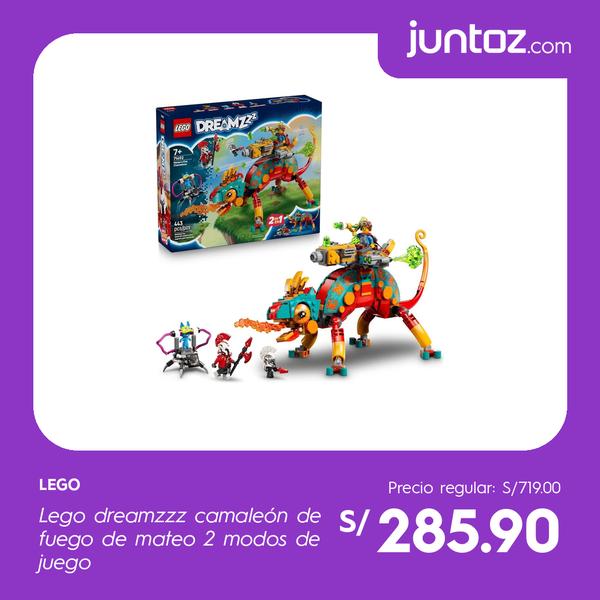 juntoz.com
LEGO
DREAMZzz
7+
443
2in1
LEGO
Precio regular: S/719.00
Lego dreamzzz camaleón de
fuego de mateo 2 modos de
juego
S/ 285.90